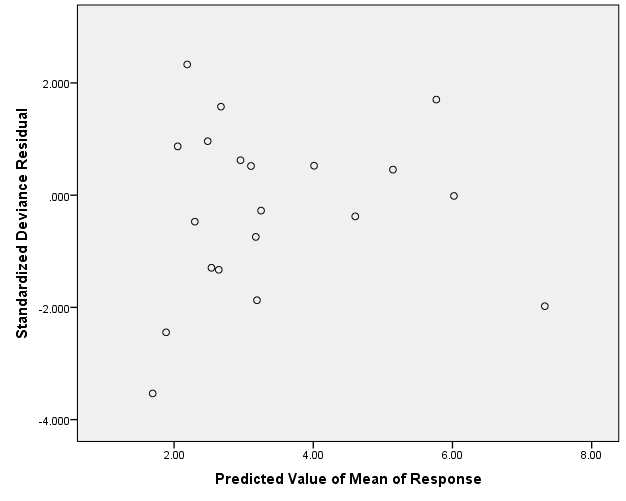 Standardized Deviance Residual
2.000
.000
-2.000
-4.000
2.00 4.00 6.00 8.00
Predicted Value of Mean of Response